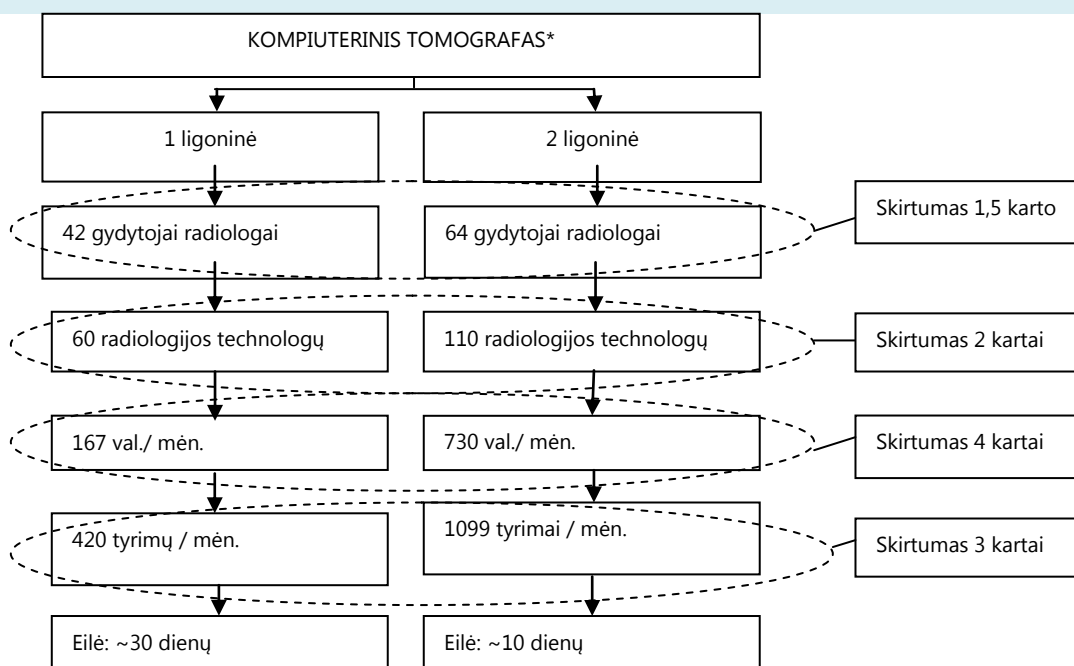 KOMPIUTERINIS TOMOGRAFAS*
1 ligoninė
2 ligoninė
42 gydytojai radiologai
64 gydytojai radiologai
Skirtumas 1,5 karto
60 radiologijos technologų
110 radiologijos technologų
Skirtumas 2 kartai
167 val./ mėn.
730 val./ mėn.
Skirtumas 4 kartai
420 tyrimų / mėn.
1099 tyrimai / mėn.
Skirtumas 3 kartai
Eilė: ~30 dienų
Eilė: ~10 dienų